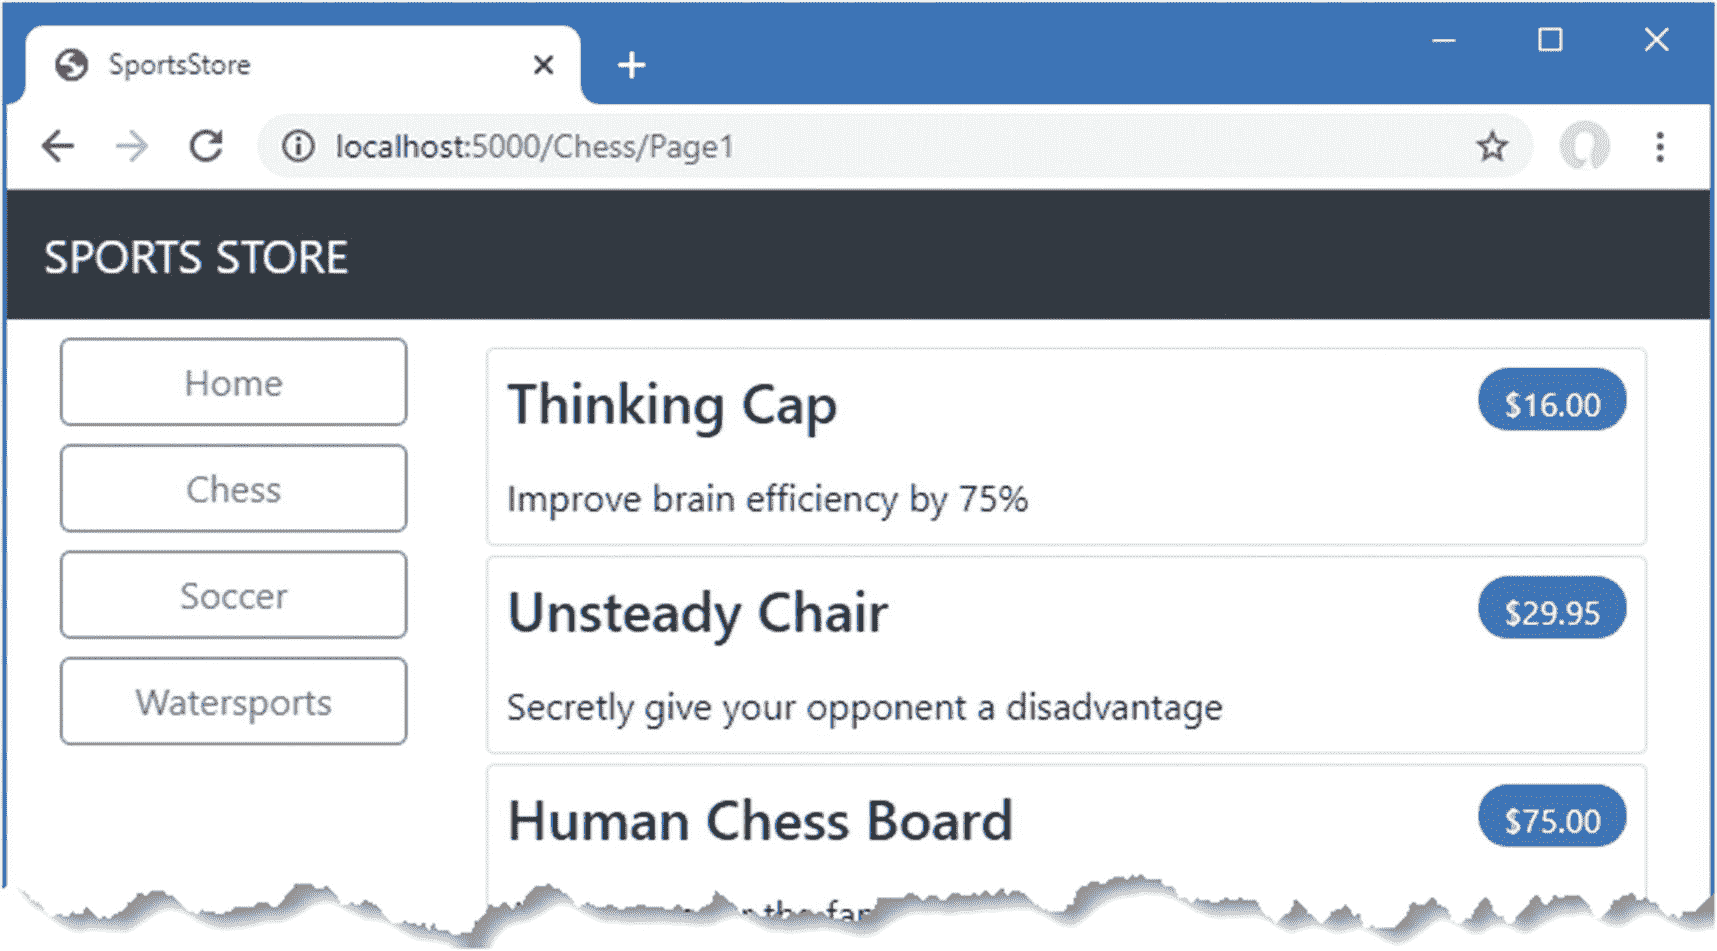 SportsStore
localhost:5000/Chess/Page1
SPORTS STORE
Home
Chess
Soccer
Watersports
Thinking Cap
$16.00
Improve brain efficiency by 75%
Unsteady Chair
$29.95
Secretly give your opponent a disadvantage
Human Chess Board
$75.00
the